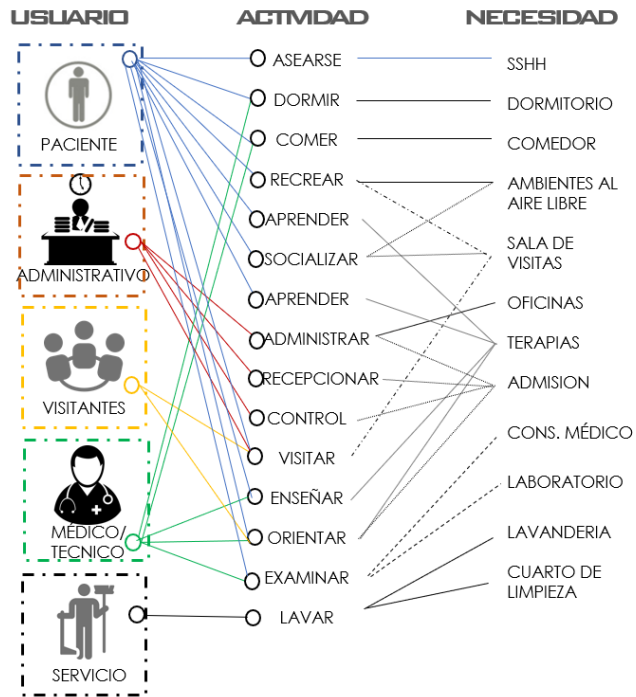 USUARIO
ACTIVIDAD
NECESIDAD
PACIENTE
ADMINISTRATIVO
VISITANTES
MÉDICO/
TECNICO
SERVICIO
ASEARSE
DORMIR
COMER
RECREAR
APRENDER
SOCIALIZAR
APRENDER
ADMINISTRAR
RECEPCIONAR
CONTROL
VISITAR
ENSEÑAR
ORIENTAR
EXAMINAR
LAVAR
SSHH
DORMITORIO
COMEDOR
AMBIENTES AL
AIRE LIBRE
SALA DE
VISITAS
OFICINAS
TERAPIAS
ADMISION
CONS. MÉDICO
LABORATORIO
LAVANDERIA
CUARTO DE
LIMPIEZA